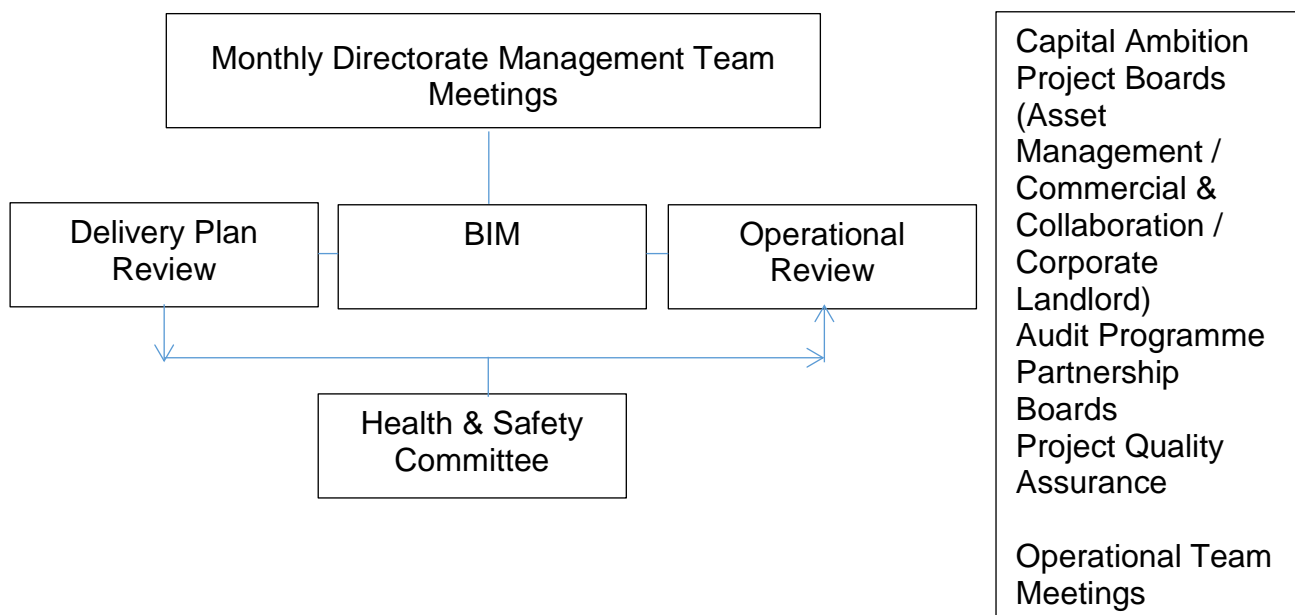 Monthly Directorate Management Team
Meetings
Delivery Plan
Review
BIM
Operational
Review
Health & Safety
Committee
Capital Ambition
Project Boards
(Asset
Management /
Commercial &
Collaboration /
Corporate
Landlord)
Audit Programme
Partnership
Boards
Project Quality
Assurance
Operational Team
Meetings